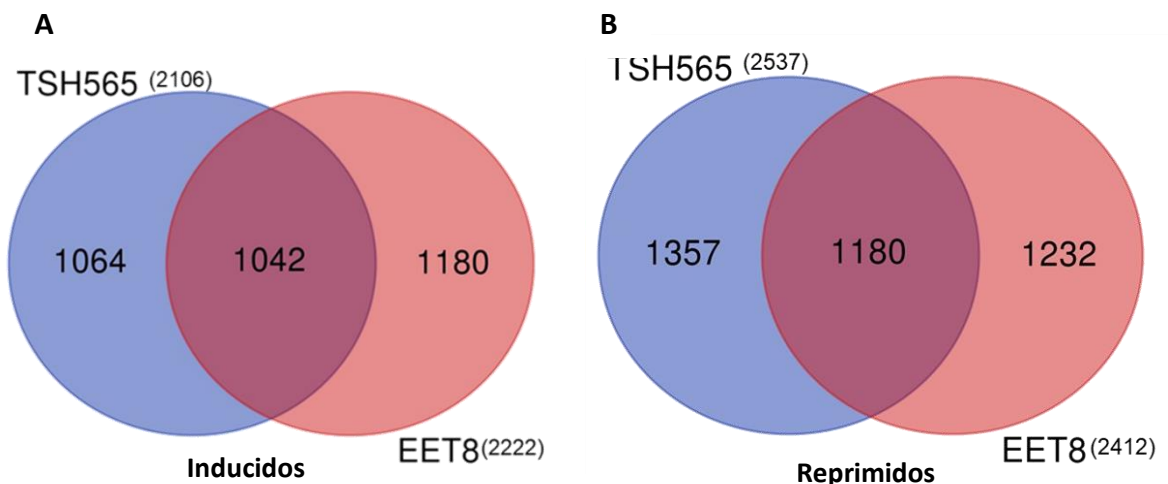 A
TSH565 (2106)
1064
1042
1180
EET8(2222)
Inducidos
B
TSH565 (2537)
1357
1180
1232
EET8(2412)
Reprimidos